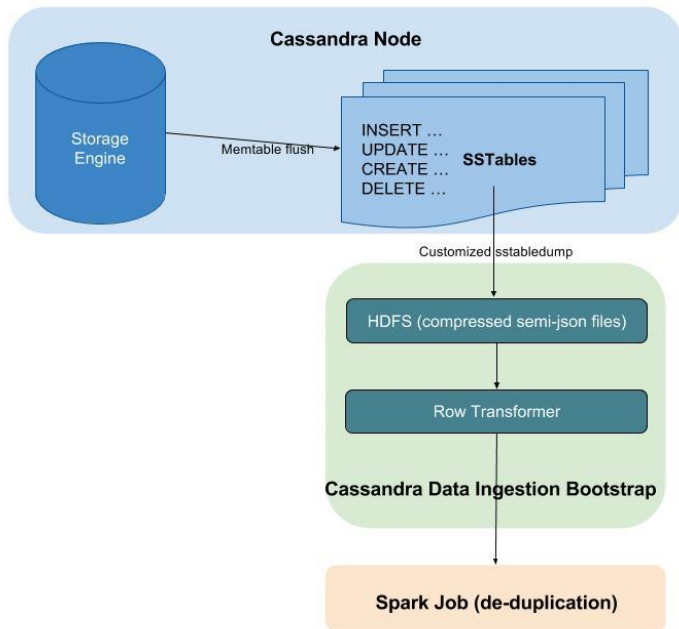 Cassandra Node
Storage
Engine
Memtable flush
INSERT ...
UPDATE ...
CREATE ...
DELETE ...
SSTables
Customized sstabledump
HDFS (compressed semi-json files)
Row Transformer
Cassandra Data Ingestion Bootstrap
Spark Job (de-duplication)